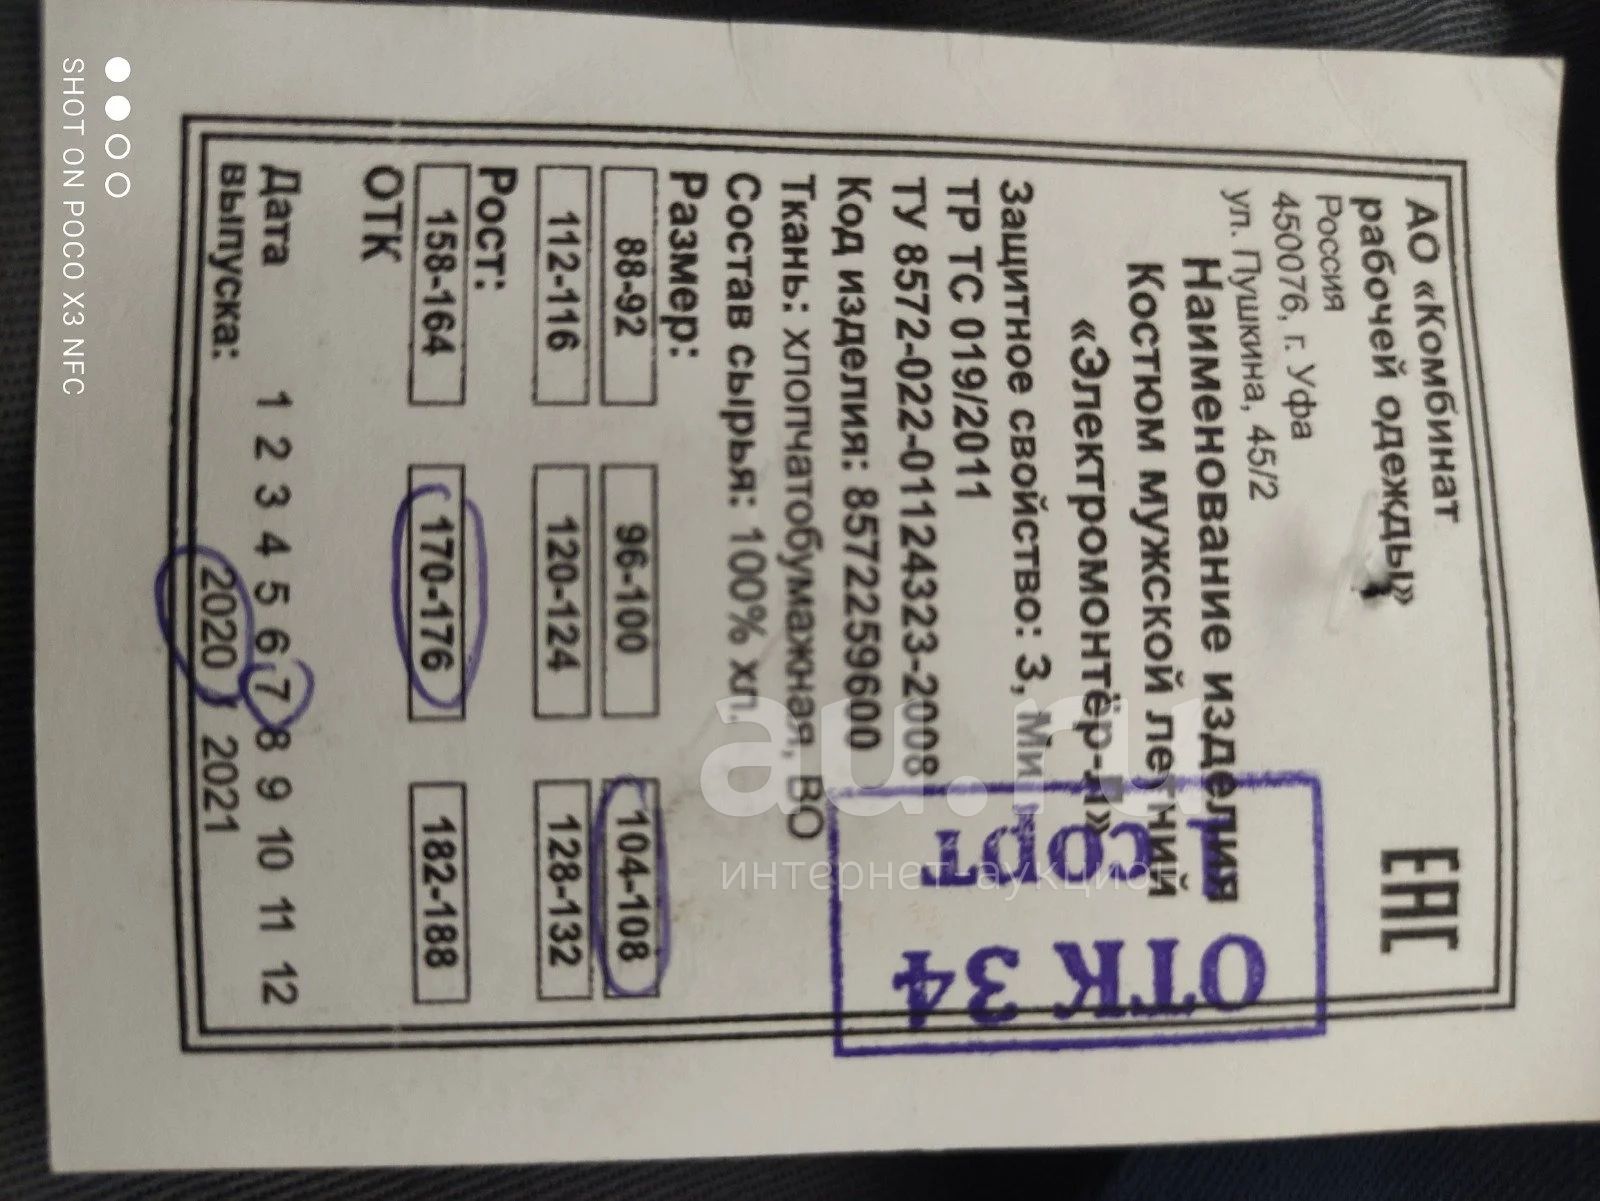 АО «Комбинат
рабочей одежды»
Россия
450076, г. Уфа
ул. Пушкина, 45/2
ЕАС
Наименование изделия
Костюм мужской летний
«Электромонтёр-Л»
Защитное свойство: З, Ми
ТР ТС 019/2011
ТУ 8572-022-01124323-2008
Код изделия: 8572259600
Ткань: хлопчатобумажная, ВО
Состав сырья: 100% хл.
Размер:
88-92 96-100 104-108
112-116 120-124 128-132
Рост:
158-164 170-176 182-188
ОТК
Дата 1 2 3 4 5 6 7 8 9 10 11 12
выпуска: 2020 2021
ОТК 34
сорт
au.ru
интернет-аукцион
SHOT ON POCO X3 NFC